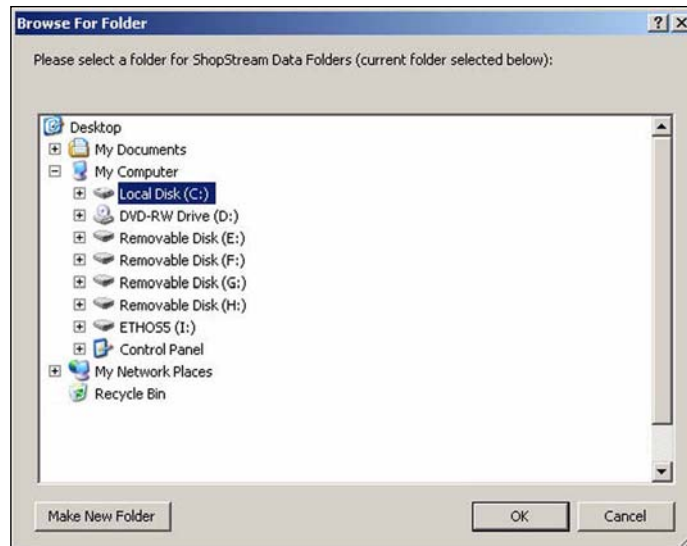 Browse For Folder
Please select a folder for ShopStream Data Folders (current folder selected below):
Desktop
My Documents
My Computer
Local Disk (C:)
DVD-RW Drive (D:)
Removable Disk (E:)
Removable Disk (F:)
Removable Disk (G:)
Removable Disk (H:)
ETHOS5 (I:)
Control Panel
My Network Places
Recycle Bin
Make New Folder OK Cancel